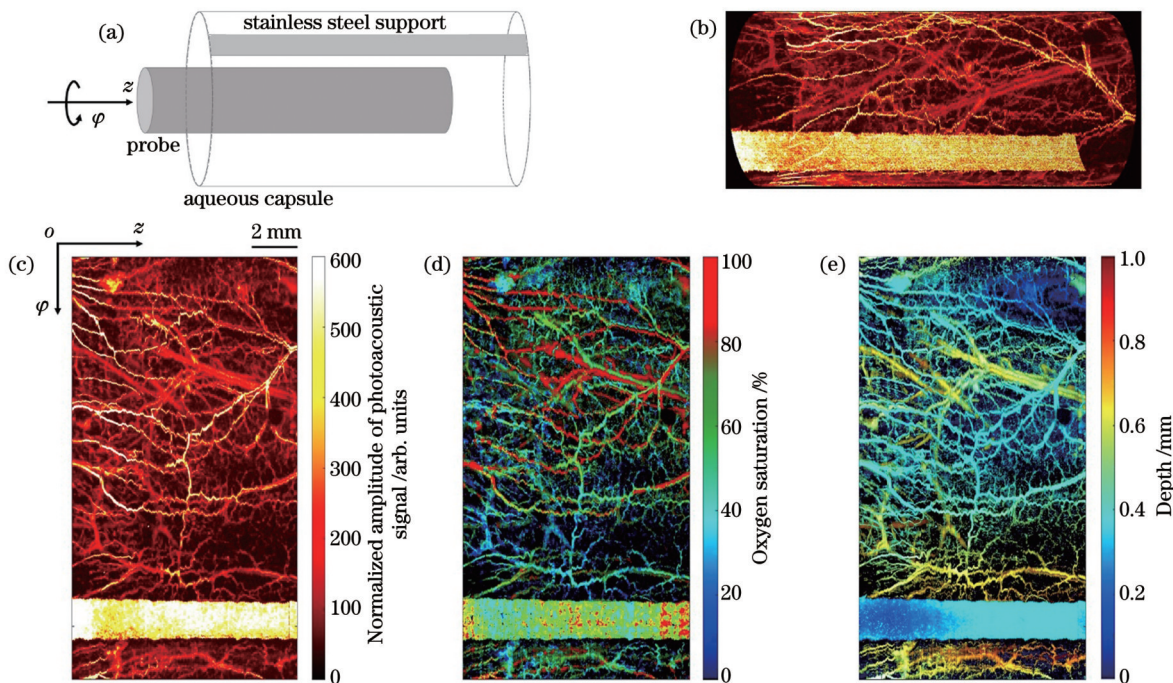 (a)
stainless steel support
z
φ
probe
aqueous capsule
(b)
o
z
2 mm
φ
(c)
600
500
400
300
200
100
0
Normalized amplitude of photoacoustic
signal /arb. units
(d)
100
80
60
40
20
0
Oxygen saturation /%
(e)
1.0
0.8
0.6
0.4
0.2
0
Depth /mm